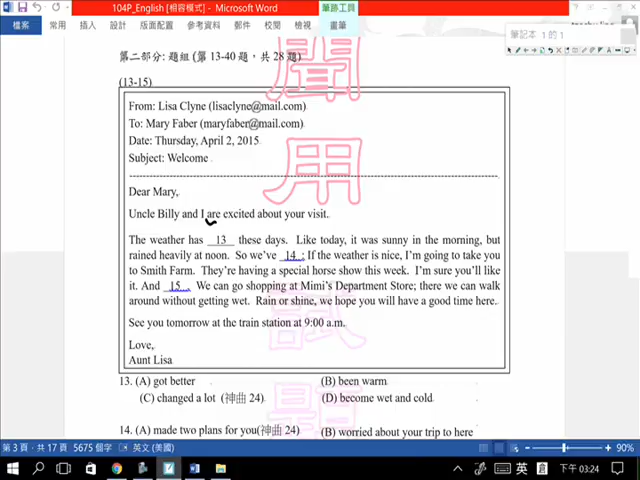 104P_English [相容模式] - Microsoft Word
筆跡工具
檔案 常用 插入 設計 版面配置 參考資料 郵件 校閱 檢視 畫筆
筆記本 1 的 1
第二部分: 題組 (第 13-40 題，共 28 題)
(13-15)
From: Lisa Clyne (lisaclyne@mail.com)
To: Mary Faber (maryfaber@mail.com)
Date: Thursday, April 2, 2015
Subject: Welcome
Dear Mary,
Uncle Billy and I are excited about your visit.
The weather has 13 these days. Like today, it was sunny in the morning, but
rained heavily at noon. So we've 14 : If the weather is nice, I'm going to take you
to Smith Farm. They're having a special horse show this week. I'm sure you'll like
it. And 15 . We can go shopping at Mimi's Department Store; there we can walk
around without getting wet. Rain or shine, we hope you will have a good time here.
See you tomorrow at the train station at 9:00 a.m.
Love,
Aunt Lisa
13. (A) got better (B) been warm
(C) changed a lot (神曲 24) (D) become wet and cold
14. (A) made two plans for you(神曲 24) (B) worried about your trip to here
聞
用
試
題
第 3 頁，共 17 頁 5675 個字 英文 (美國) 90%
英 下午 03:24